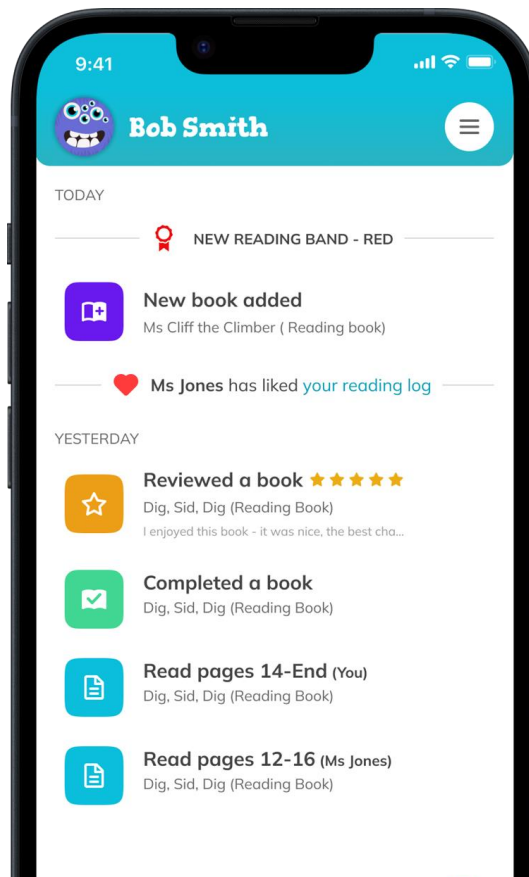 9:41
Bob Smith
TODAY
NEW READING BAND - RED
New book added
Ms Cliff the Climber ( Reading book)
Ms Jones has liked your reading log
YESTERDAY
Reviewed a book
Dig, Sid, Dig (Reading Book)
I enjoyed this book - it was nice, the best cha...
Completed a book
Dig, Sid, Dig (Reading Book)
Read pages 14-End (You)
Dig, Sid, Dig (Reading Book)
Read pages 12-16 (Ms Jones)
Dig, Sid, Dig (Reading Book)